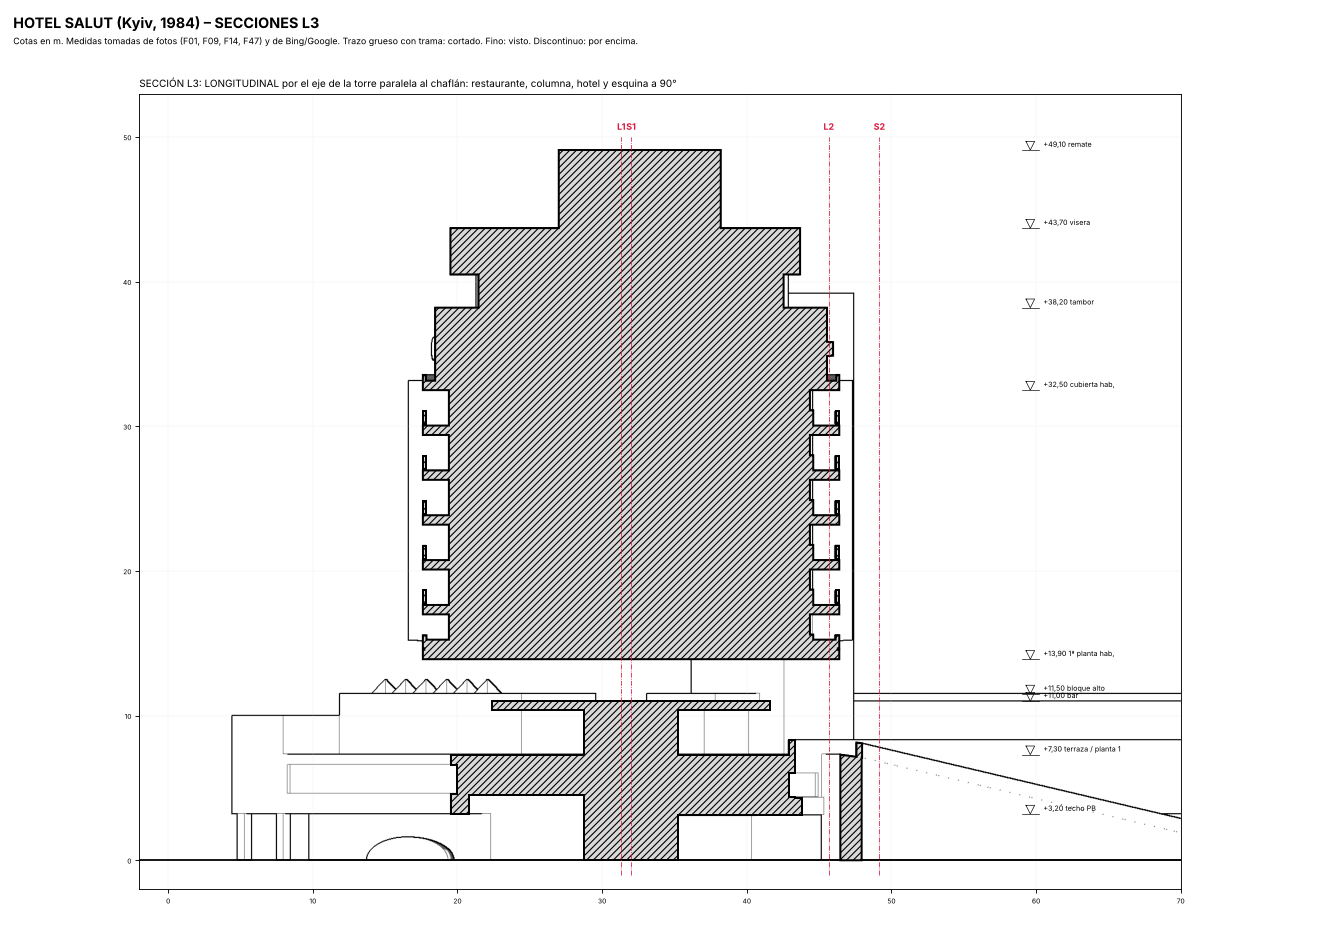 HOTEL SALUT (Kyiv, 1984) – SECCIONES L3
Cotas en m. Medidas tomadas de fotos (F01, F09, F14, F47) y de Bing/Google. Trazo grueso con trama: cortado. Fino: visto. Discontinuo: por encima.
SECCIÓN L3: LONGITUDINAL por el eje de la torre paralela al chaflán: restaurante, columna, hotel y esquina a 90°
L1S1 L2 S2
50
+49,10 remate
+43,70 visera
40
+38,20 tambor
+32,50 cubierta hab,
30
20
+13,90 1ª planta hab,
+11,50 bloque alto
+11,00 bar
10
+7,30 terraza / planta 1
+3,20 techo PB
0
0 10 20 30 40 50 60 70